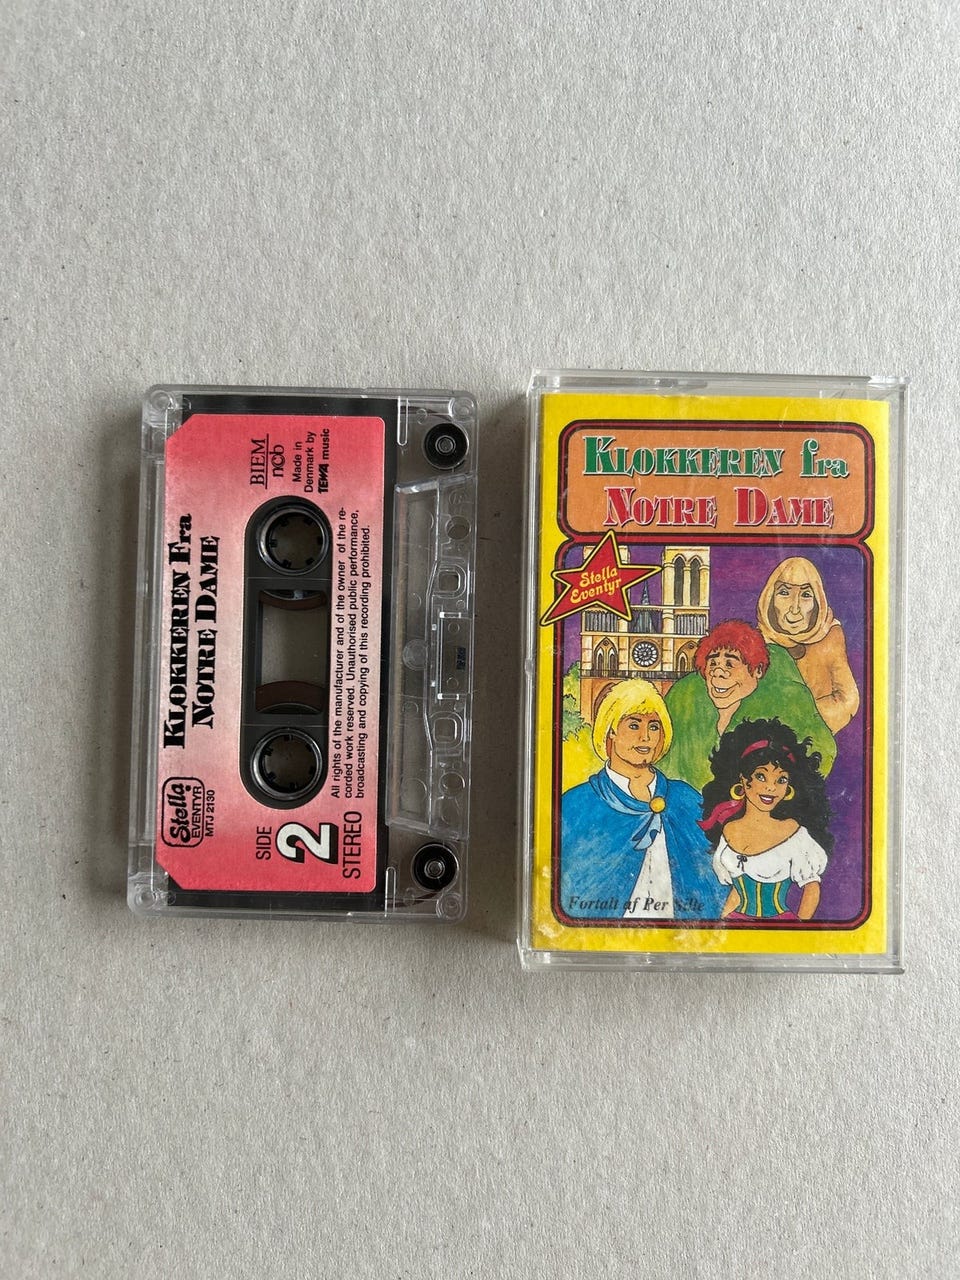 KLOKKEREN Fra
NOTRE DAME
Stella
EVENTYR
MTJ 2130
BIEM
ncb
Made in
Denmark by
TEWA music
SIDE
2
STEREO
All rights of the manufacturer and of the owner of the re-
corded work reserved. Unauthorised public performance,
broadcasting and copying of this recording prohibited.
KLOKKEREN fra
NOTRE DAME
Stella
Eventyr
Fortalt af Per